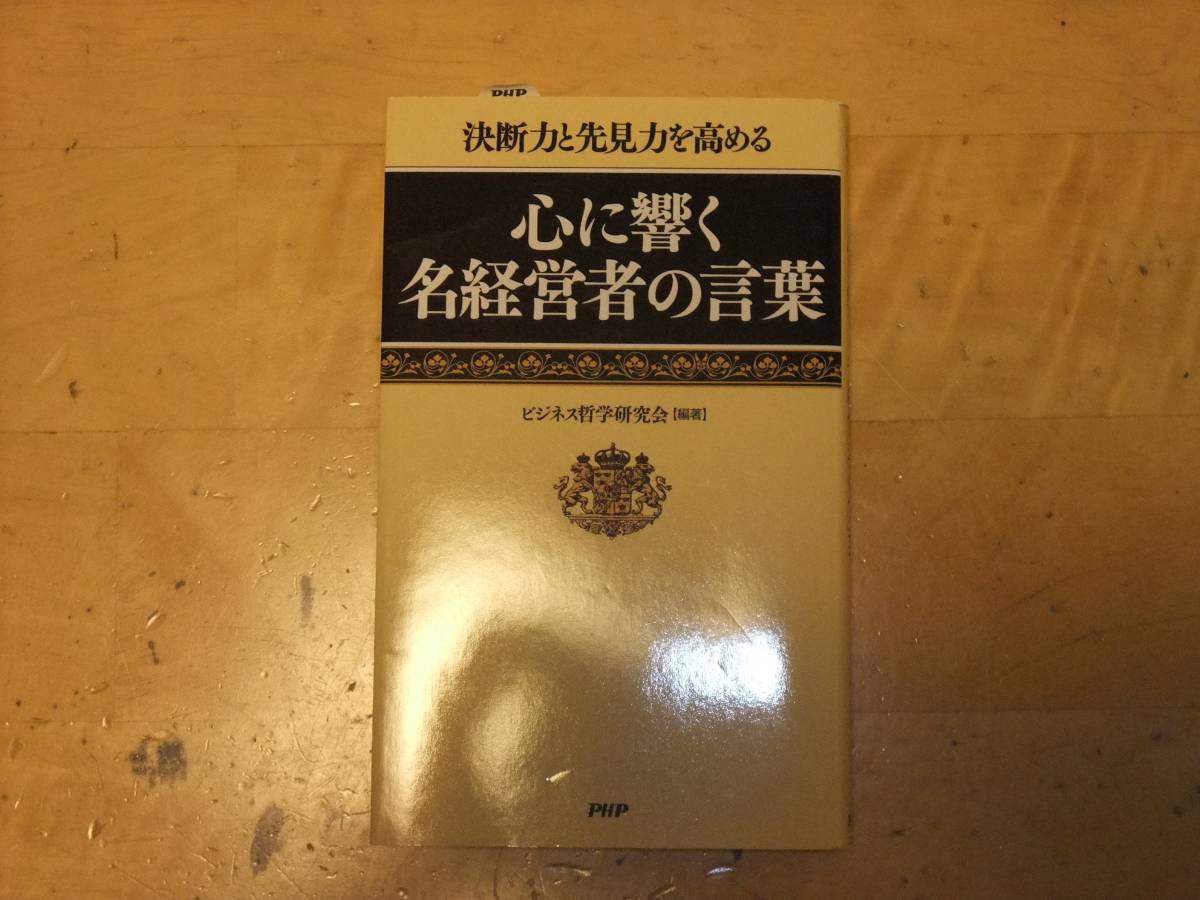 PHP
決断力と先見力を高める
心に響く
名経営者の言葉
ビジネス哲学研究会【編著】
PHP